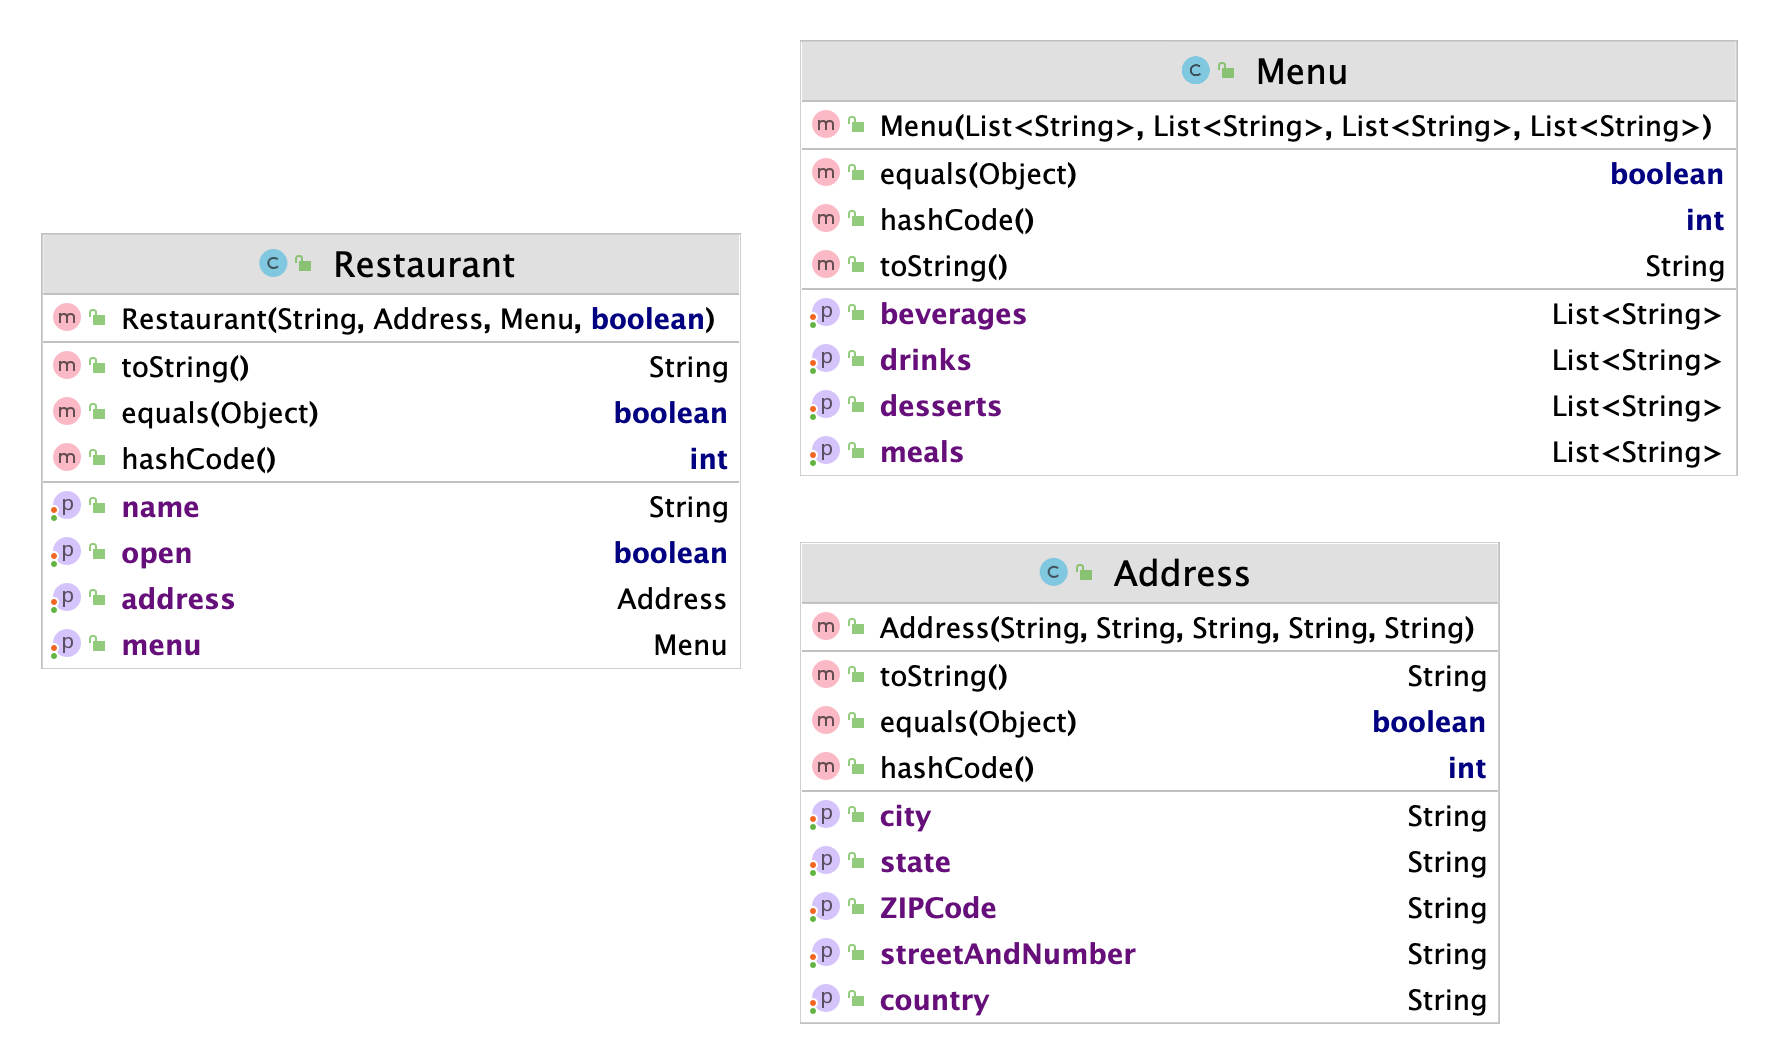 Restaurant
Restaurant(String, Address, Menu, boolean)
toString() String
equals(Object) boolean
hashCode() int
name String
open boolean
address Address
menu Menu
Menu
Menu(List<String>, List<String>, List<String>, List<String>)
equals(Object) boolean
hashCode() int
toString() String
beverages List<String>
drinks List<String>
desserts List<String>
meals List<String>
Address
Address(String, String, String, String, String)
toString() String
equals(Object) boolean
hashCode() int
city String
state String
ZIPCode String
streetAndNumber String
country String